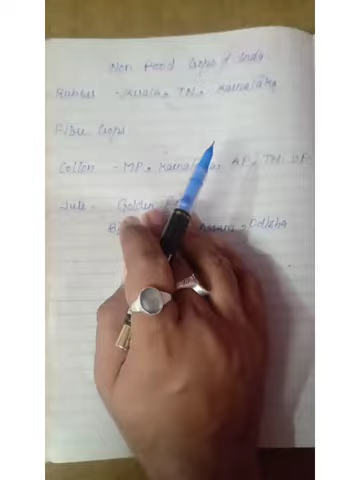 Non Food Crops of India
Rubber - Kerala, TN, Karnataka
Fibre Crops
Cotton - MP, Karnataka, AP, TN, UP
Jute - Golden
Assam, Odisha